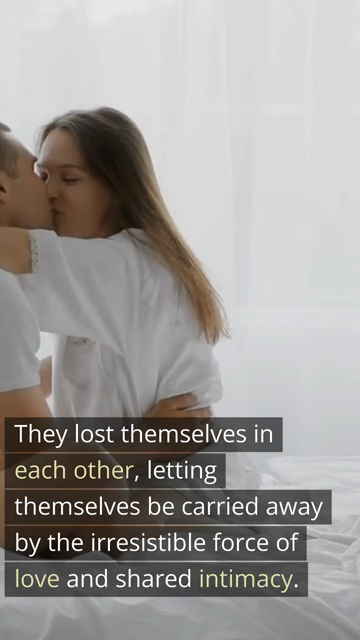 They lost themselves in
each other, letting
themselves be carried away
by the irresistible force of
love and shared intimacy.